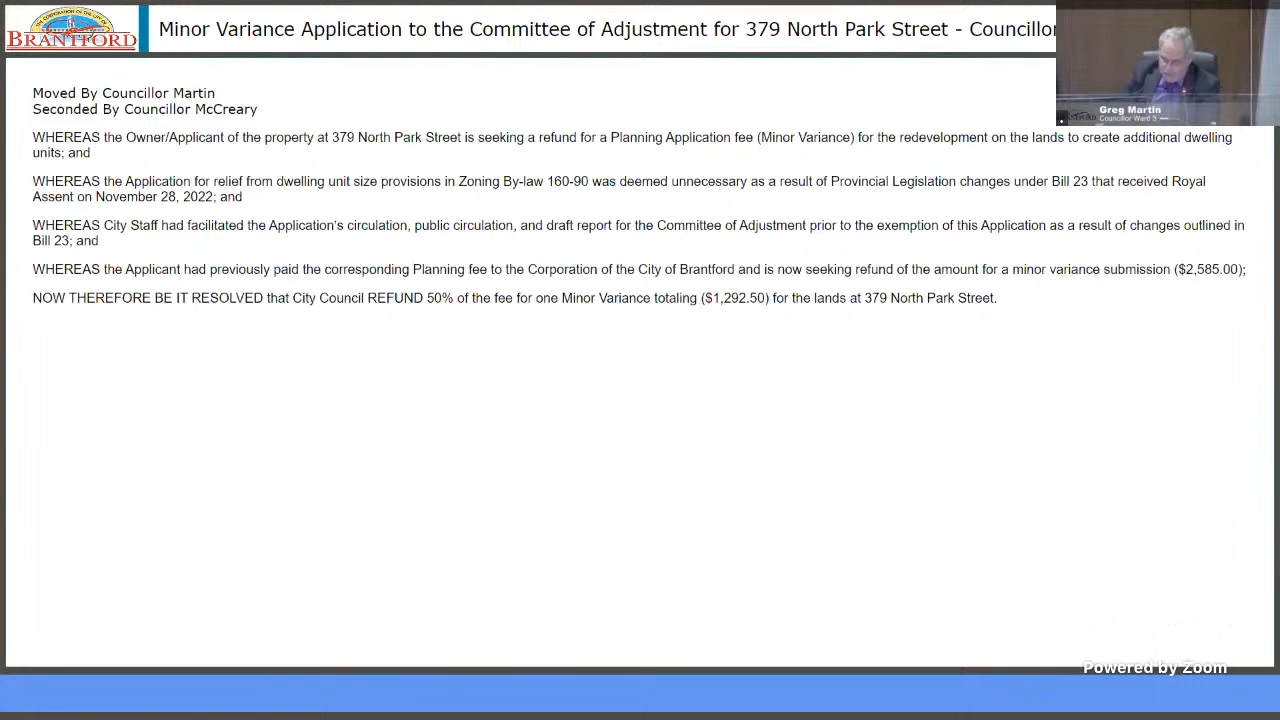 THE CORPORATION OF THE CITY OF
BRANTFORD
Minor Variance Application to the Committee of Adjustment for 379 North Park Street - Councillor
Greg Martin
Councillor Ward 3
Moved By Councillor Martin
Seconded By Councillor McCreary
WHEREAS the Owner/Applicant of the property at 379 North Park Street is seeking a refund for a Planning Application fee (Minor Variance) for the redevelopment on the lands to create additional dwelling
units; and
WHEREAS the Application for relief from dwelling unit size provisions in Zoning By-law 160-90 was deemed unnecessary as a result of Provincial Legislation changes under Bill 23 that received Royal
Assent on November 28, 2022; and
WHEREAS City Staff had facilitated the Application's circulation, public circulation, and draft report for the Committee of Adjustment prior to the exemption of this Application as a result of changes outlined in
Bill 23; and
WHEREAS the Applicant had previously paid the corresponding Planning fee to the Corporation of the City of Brantford and is now seeking refund of the amount for a minor variance submission ($2,585.00);
NOW THEREFORE BE IT RESOLVED that City Council REFUND 50% of the fee for one Minor Variance totaling ($1,292.50) for the lands at 379 North Park Street.
Powered by Zoom